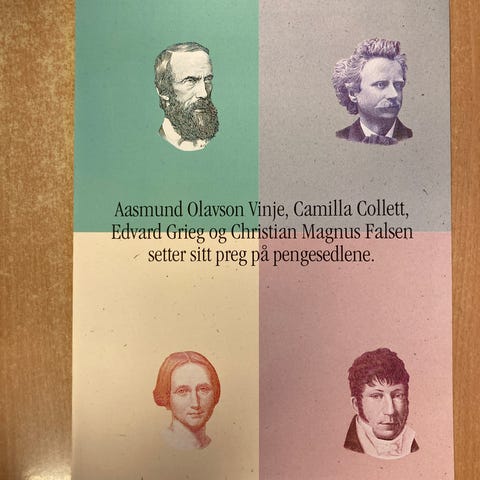 Aasmund Olavson Vinje, Camilla Collett,
Edvard Grieg og Christian Magnus Falsen
setter sitt preg på pengesedlene.